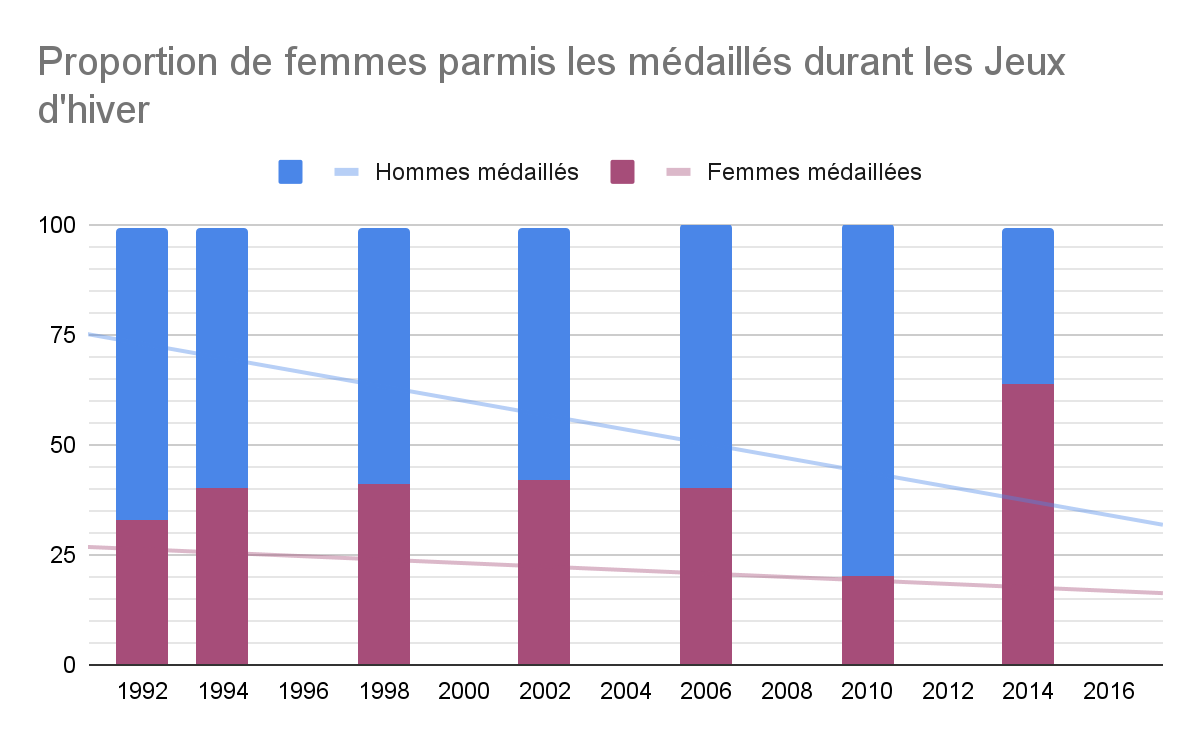 Proportion de femmes parmis les médaillés durant les Jeux
d'hiver
Hommes médaillés Femmes médaillées
100
75
50
25
0
1992 1994 1996 1998 2000 2002 2004 2006 2008 2010 2012 2014 2016